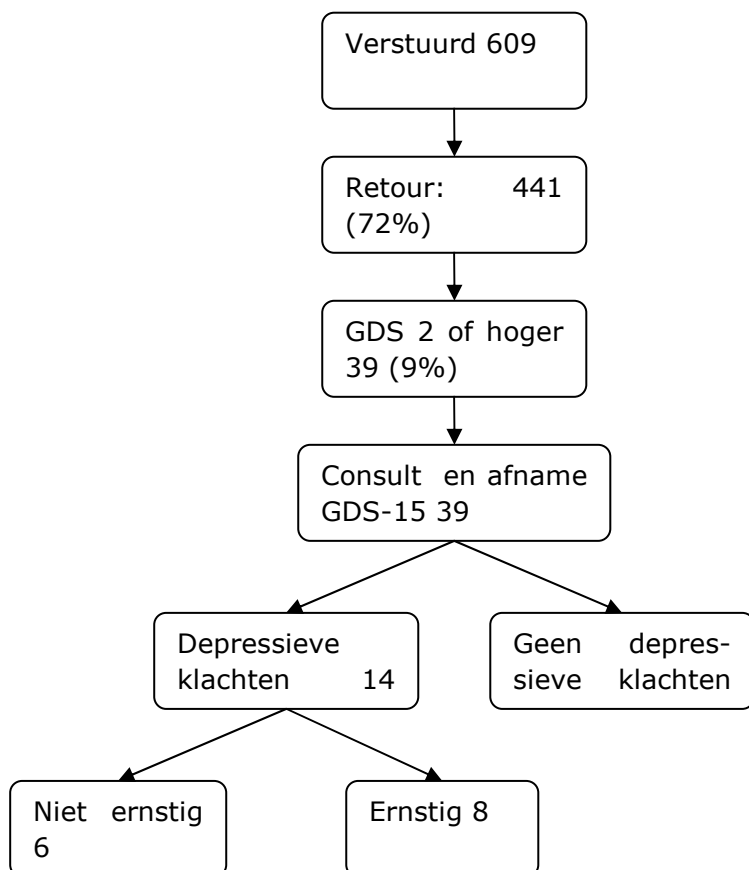 Verstuurd 609
Retour: 441
(72%)
GDS 2 of hoger
39 (9%)
Consult en afname
GDS-15 39
Depressieve
klachten 14
Geen depres-
sieve klachten
Niet ernstig
6
Ernstig 8